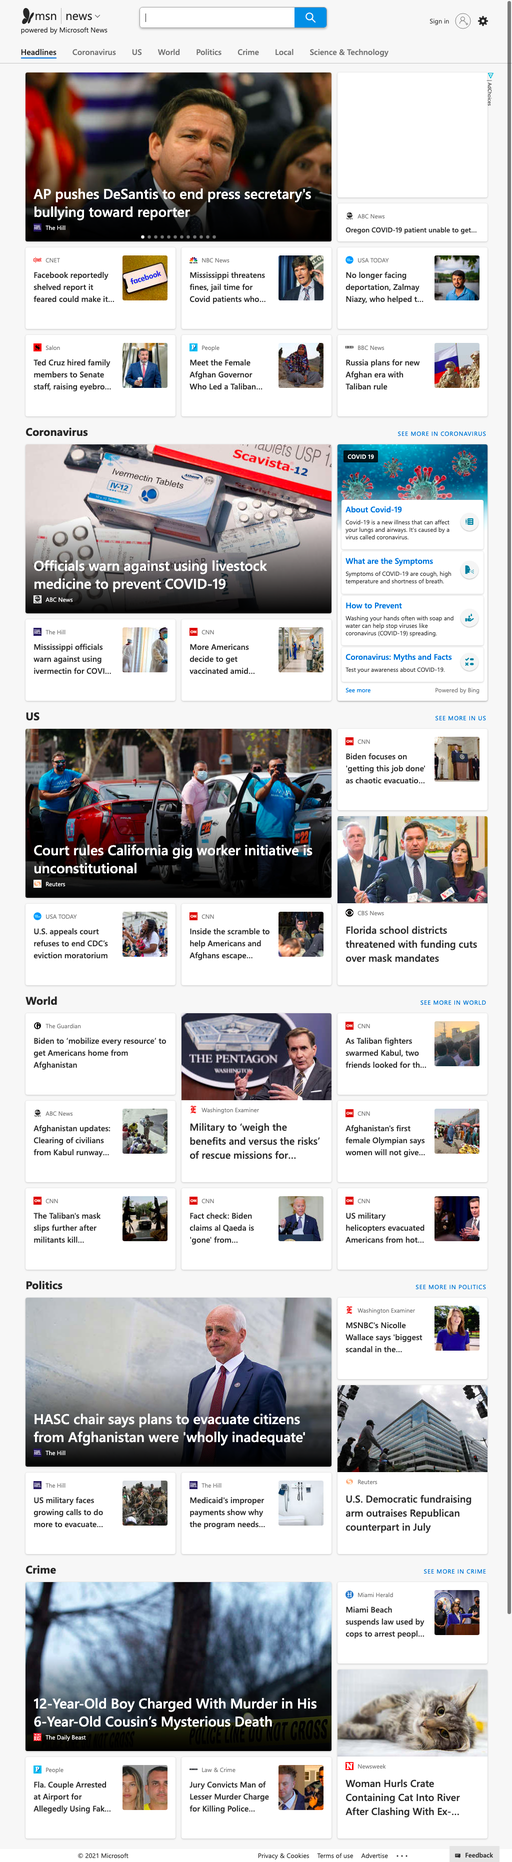 msn | news
powered by Microsoft News
Sign in
Headlines
Coronavirus
US
World
Politics
Crime
Local
Science & Technology
AP pushes DeSantis to end press secretary's
bullying toward reporter
The Hill
AdChoices
ABC News
Oregon COVID-19 patient unable to get...
CNET
Facebook reportedly
shelved report it
feared could make it...
facebook
NBC News
Mississippi threatens
fines, jail time for
Covid patients who...
USA TODAY
No longer facing
deportation, Zalmay
Niazy, who helped t...
Salon
Ted Cruz hired family
members to Senate
staff, raising eyebro...
People
Meet the Female
Afghan Governor
Who Led a Taliban...
BBC News
Russia plans for new
Afghan era with
Taliban rule
Coronavirus
SEE MORE IN CORONAVIRUS
Tablets USP
Scavista-12
Ivermectin Tablets
IV-12
Officials warn against using livestock
medicine to prevent COVID-19
ABC News
COVID 19
About Covid-19
Covid-19 is a new illness that can affect
your lungs and airways. It's caused by a
virus called coronavirus.
What are the Symptoms
Symptoms of COVID-19 are cough, high
temperature and shortness of breath.
How to Prevent
Washing your hands often with soap and
water can help stop viruses like
coronavirus (COVID-19) spreading.
Coronavirus: Myths and Facts
Test your awareness about COVID-19.
See more
Powered by Bing
The Hill
Mississippi officials
warn against using
ivermectin for COVI...
CNN
More Americans
decide to get
vaccinated amid...
US
SEE MORE IN US
Court rules California gig worker initiative is
unconstitutional
Reuters
CNN
Biden focuses on
'getting this job done'
as chaotic evacuatio...
CBS News
Florida school districts
threatened with funding cuts
over mask mandates
USA TODAY
U.S. appeals court
refuses to end CDC's
eviction moratorium
CNN
Inside the scramble to
help Americans and
Afghans escape...
World
SEE MORE IN WORLD
The Guardian
Biden to 'mobilize every resource' to
get Americans home from
Afghanistan
THE PENTAGON
WASHINGTON
Washington Examiner
Military to 'weigh the
benefits and versus the risks'
of rescue missions for...
CNN
As Taliban fighters
swarmed Kabul, two
friends looked for th...
ABC News
Afghanistan updates:
Clearing of civilians
from Kabul runway...
CNN
Afghanistan's first
female Olympian says
women will not give...
CNN
The Taliban's mask
slips further after
militants kill...
CNN
Fact check: Biden
claims al Qaeda is
'gone' from...
CNN
US military
helicopters evacuated
Americans from hot...
Politics
SEE MORE IN POLITICS
HASC chair says plans to evacuate citizens
from Afghanistan were 'wholly inadequate'
The Hill
Washington Examiner
MSNBC's Nicolle
Wallace says 'biggest
scandal in the...
Reuters
U.S. Democratic fundraising
arm outraises Republican
counterpart in July
The Hill
US military faces
growing calls to do
more to evacuate...
The Hill
Medicaid's improper
payments show why
the program needs...
Crime
SEE MORE IN CRIME
12-Year-Old Boy Charged With Murder in His
6-Year-Old Cousin's Mysterious Death
The Daily Beast
POLICE LINE DO NOT CROSS
Miami Herald
Miami Beach
suspends law used by
cops to arrest peopl...
Newsweek
Woman Hurls Crate
Containing Cat Into River
After Clashing With Ex-...
People
Fla. Couple Arrested
at Airport for
Allegedly Using Fak...
Law & Crime
Jury Convicts Man of
Lesser Murder Charge
for Killing Police...
© 2021 Microsoft
Privacy & Cookies
Terms of use
Advertise
...
Feedback